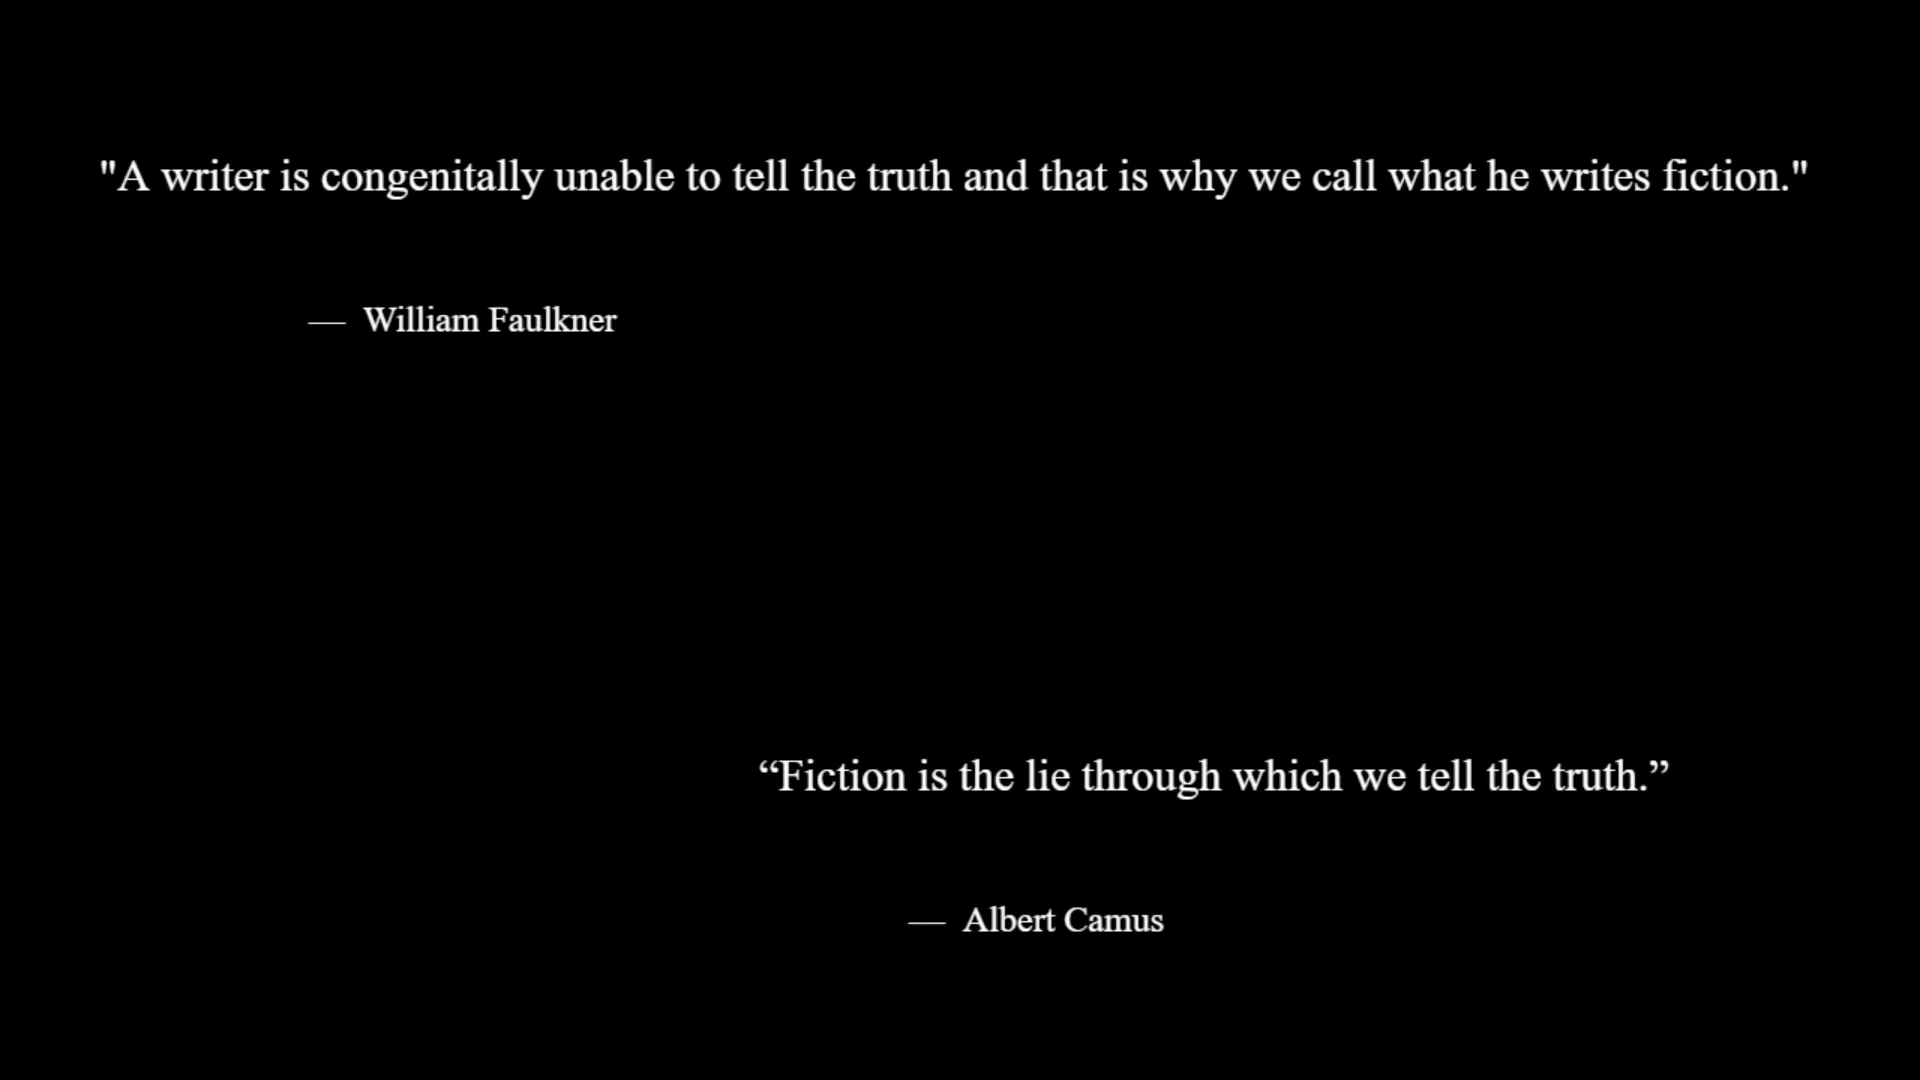 "A writer is congenitally unable to tell the truth and that is why we call what he writes fiction."
— William Faulkner
“Fiction is the lie through which we tell the truth.”
— Albert Camus